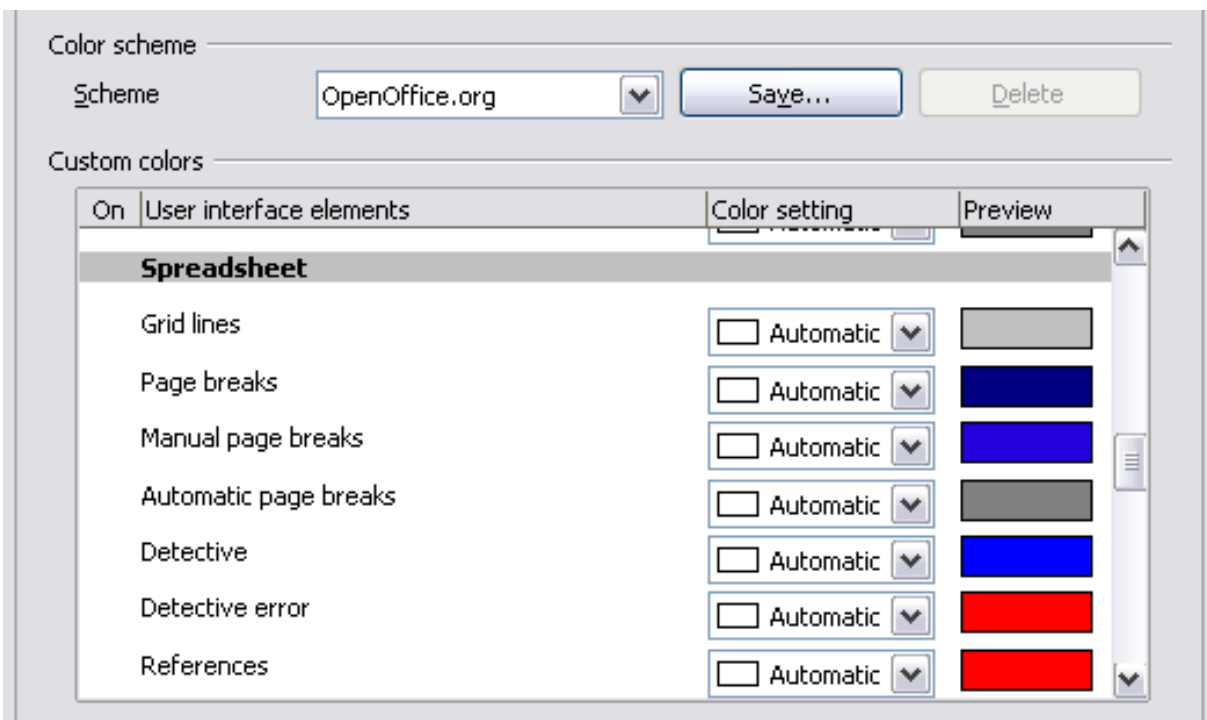 Color scheme
Scheme OpenOffice.org Save... Delete
Custom colors
On User interface elements Color setting Preview
Spreadsheet
Grid lines Automatic
Page breaks Automatic
Manual page breaks Automatic
Automatic page breaks Automatic
Detective Automatic
Detective error Automatic
References Automatic